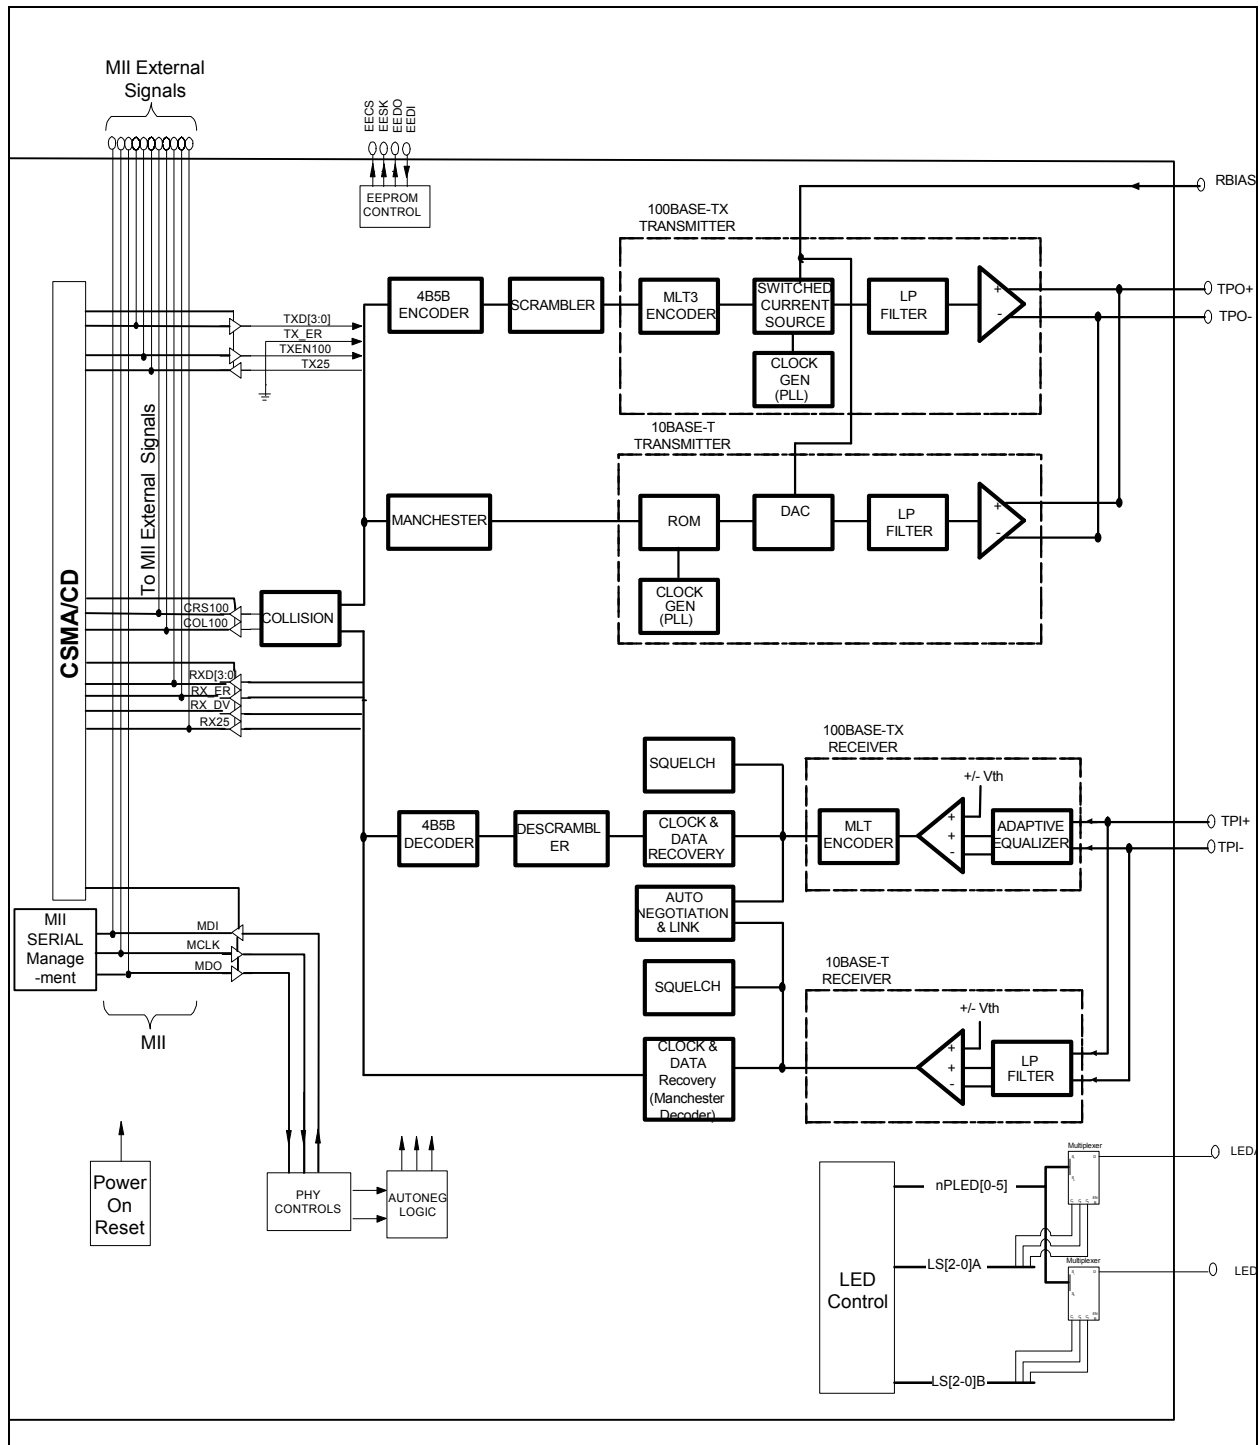 MII External
Signals
EECS
EESK
EEDO
EEDI
EEPROM
CONTROL
RBIAS
100BASE-TX
TRANSMITTER
4B5B
ENCODER
SCRAMBLER
MLT3
ENCODER
SWITCHED
CURRENT
SOURCE
LP
FILTER
+
-
TPO+
TPO-
CLOCK
GEN
(PLL)
TXD[3:0]
TX_ER
TXEN100
TX25
To MII External Signals
10BASE-T
TRANSMITTER
MANCHESTER
ROM
DAC
LP
FILTER
+
-
CLOCK
GEN
(PLL)
CSMA/CD
CRS100
COL100
COLLISION
RXD[3:0]
RX_ER
RX_DV
RX25
100BASE-TX
RECEIVER
SQUELCH
+/- Vth
4B5B
DECODER
DESCRAMBL
ER
CLOCK &
DATA
RECOVERY
MLT
ENCODER
+
+
-
ADAPTIVE
EQUALIZER
TPI+
TPI-
AUTO
NEGOTIATION
& LINK
MII
SERIAL
Manage
-ment
MDI
MCLK
MDO
MII
10BASE-T
RECEIVER
SQUELCH
+/- Vth
CLOCK &
DATA
Recovery
(Manchester
Decoder)
+
+
-
LP
FILTER
Power
On
Reset
PHY
CONTROLS
AUTONEG
LOGIC
LED
Control
nPLED[0-5]
LS[2-0]A
LS[2-0]B
Multiplexer
Multiplexer
LED